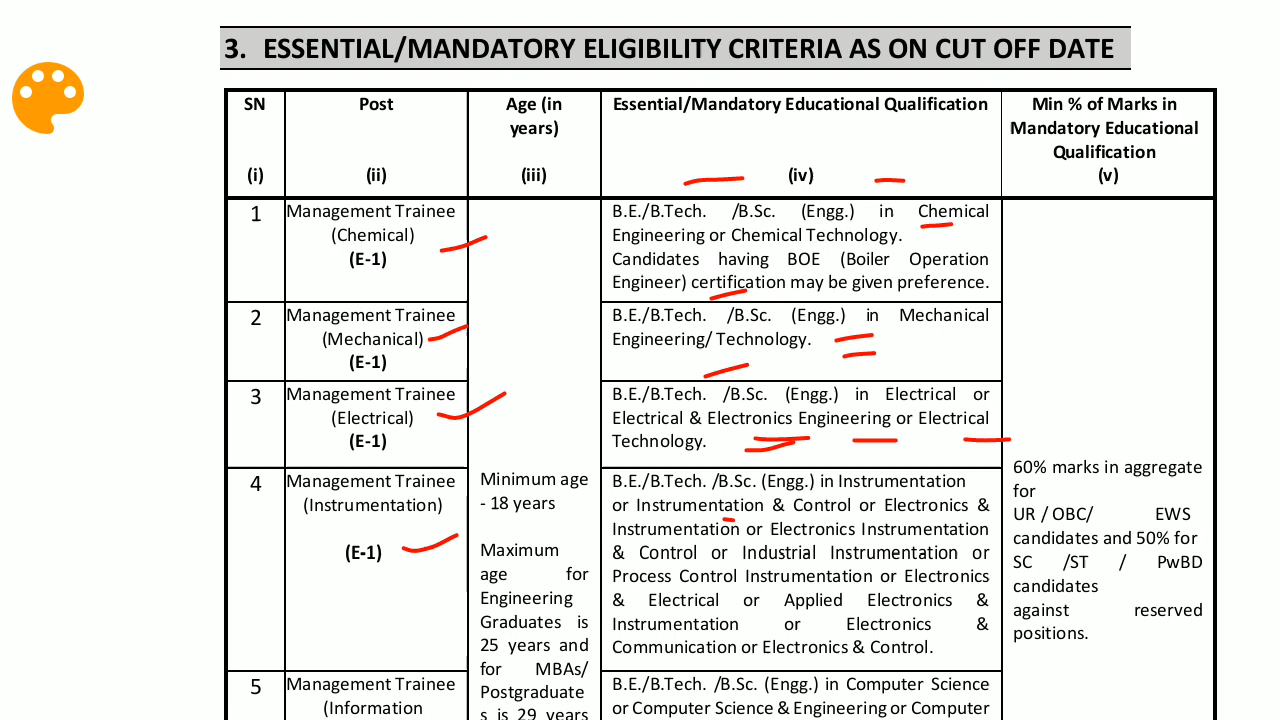 3. ESSENTIAL/MANDATORY ELIGIBILITY CRITERIA AS ON CUT OFF DATE
SN
(i)
Post
(ii)
Age (in
years)
(iii)
Essential/Mandatory Educational Qualification
(iv)
Min % of Marks in
Mandatory Educational
Qualification
(v)
1
Management Trainee
(Chemical)
(E-1)
B.E./B.Tech. /B.Sc. (Engg.) in Chemical
Engineering or Chemical Technology.
Candidates having BOE (Boiler Operation
Engineer) certification may be given preference.
2
Management Trainee
(Mechanical)
(E-1)
B.E./B.Tech. /B.Sc. (Engg.) in Mechanical
Engineering/ Technology.
3
Management Trainee
(Electrical)
(E-1)
B.E./B.Tech. /B.Sc. (Engg.) in Electrical or
Electrical & Electronics Engineering or Electrical
Technology.
4
Management Trainee
(Instrumentation)
(E-1)
B.E./B.Tech. /B.Sc. (Engg.) in Instrumentation
or Instrumentation & Control or Electronics &
Instrumentation or Electronics Instrumentation
& Control or Industrial Instrumentation or
Process Control Instrumentation or Electronics
& Electrical or Applied Electronics &
Instrumentation or Electronics &
Communication or Electronics & Control.
5
Management Trainee
(Information
B.E./B.Tech. /B.Sc. (Engg.) in Computer Science
or Computer Science & Engineering or Computer
Minimum age
- 18 years
Maximum
age for
Engineering
Graduates is
25 years and
for MBAs/
Postgraduate
s is 29 years
60% marks in aggregate
for
UR / OBC/ EWS
candidates and 50% for
SC /ST / PwBD
candidates
against reserved
positions.